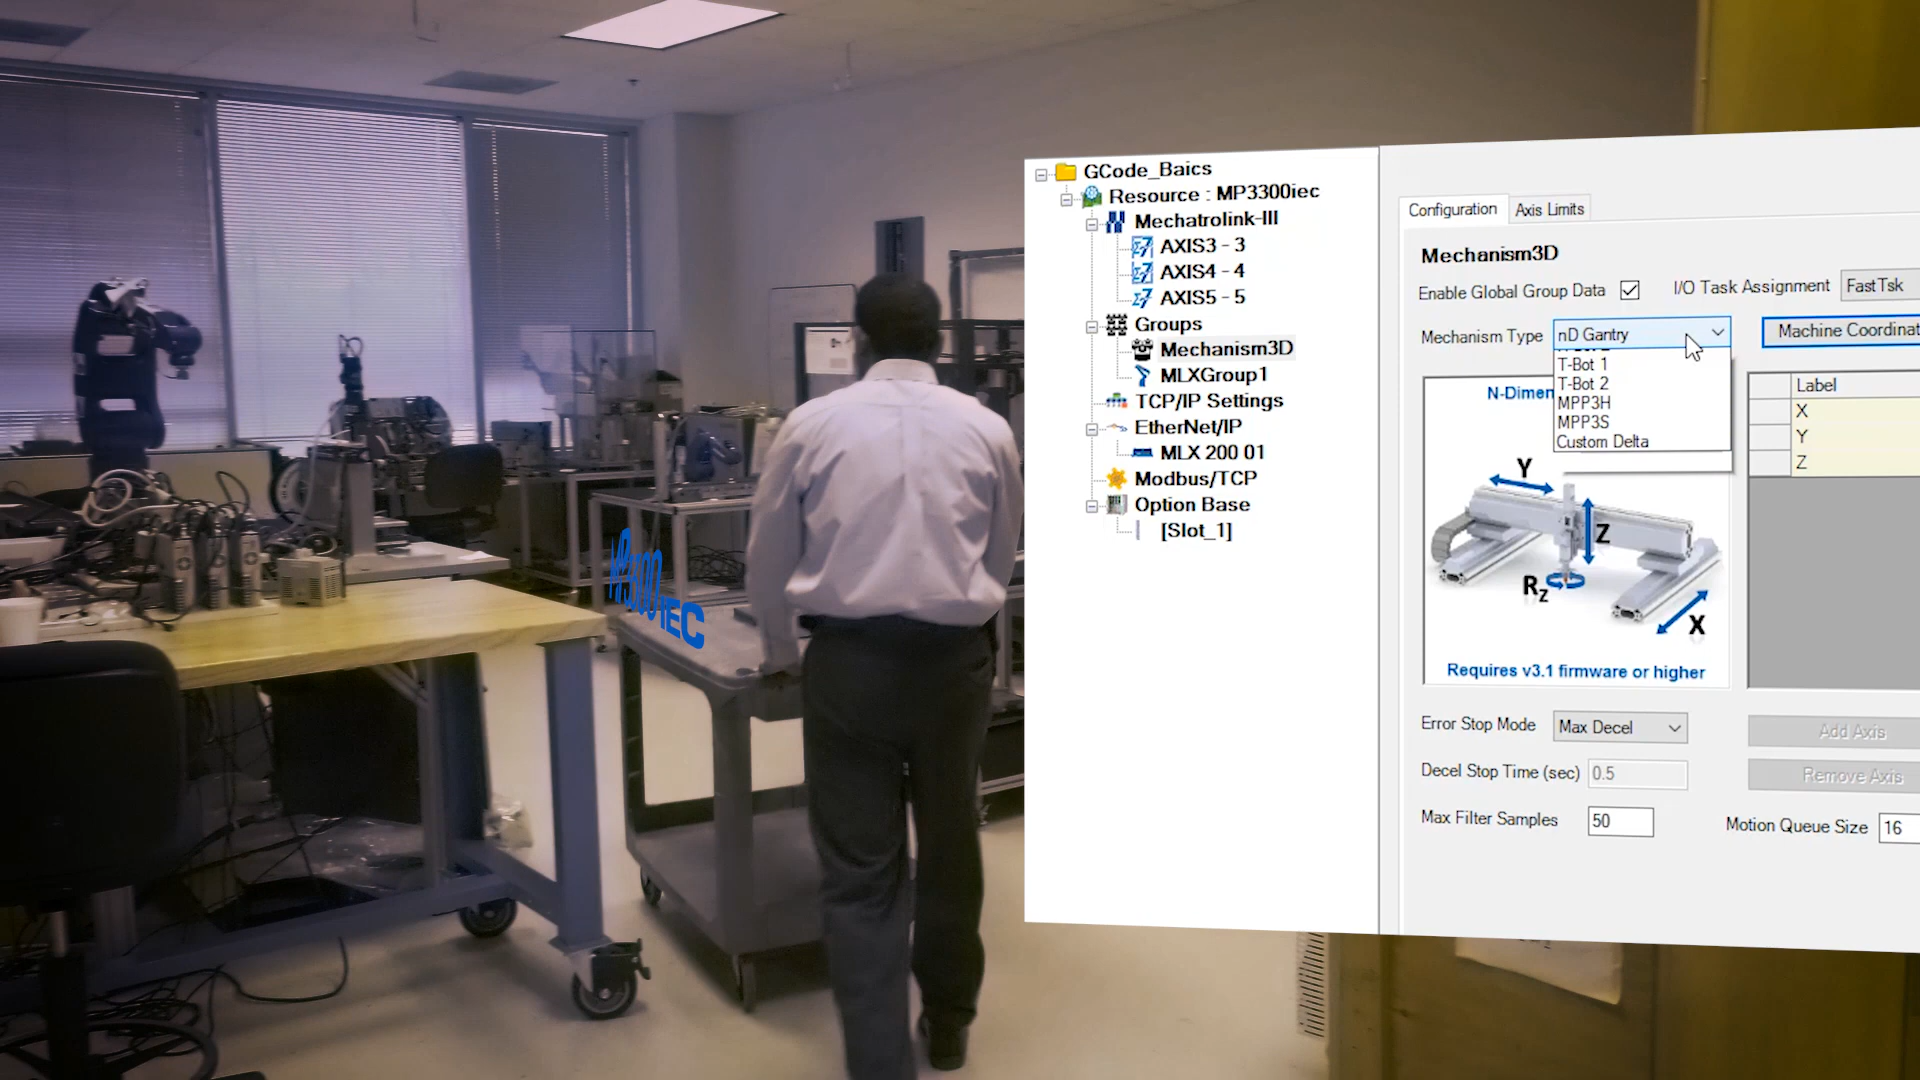 GCode_Baics
Resource : MP3300iec
Mechatrolink-III
AXIS3 - 3
AXIS4 - 4
AXIS5 - 5
Groups
Mechanism3D
MLXGroup1
TCP/IP Settings
EtherNet/IP
MLX 200 01
Modbus/TCP
Option Base
[Slot_1]
MP3300 IEC
Configuration
Axis Limits
Mechanism3D
Enable Global Group Data
I/O Task Assignment
FastTsk
Mechanism Type
nD Gantry
Machine Coordinat
T-Bot 1
T-Bot 2
MPP3H
MPP3S
Custom Delta
N-Dimen
Label
X
Y
Z
Y
Z
Rz
X
Requires v3.1 firmware or higher
Error Stop Mode
Max Decel
Add Axis
Decel Stop Time (sec)
0.5
Remove Axis
Max Filter Samples
50
Motion Queue Size
16